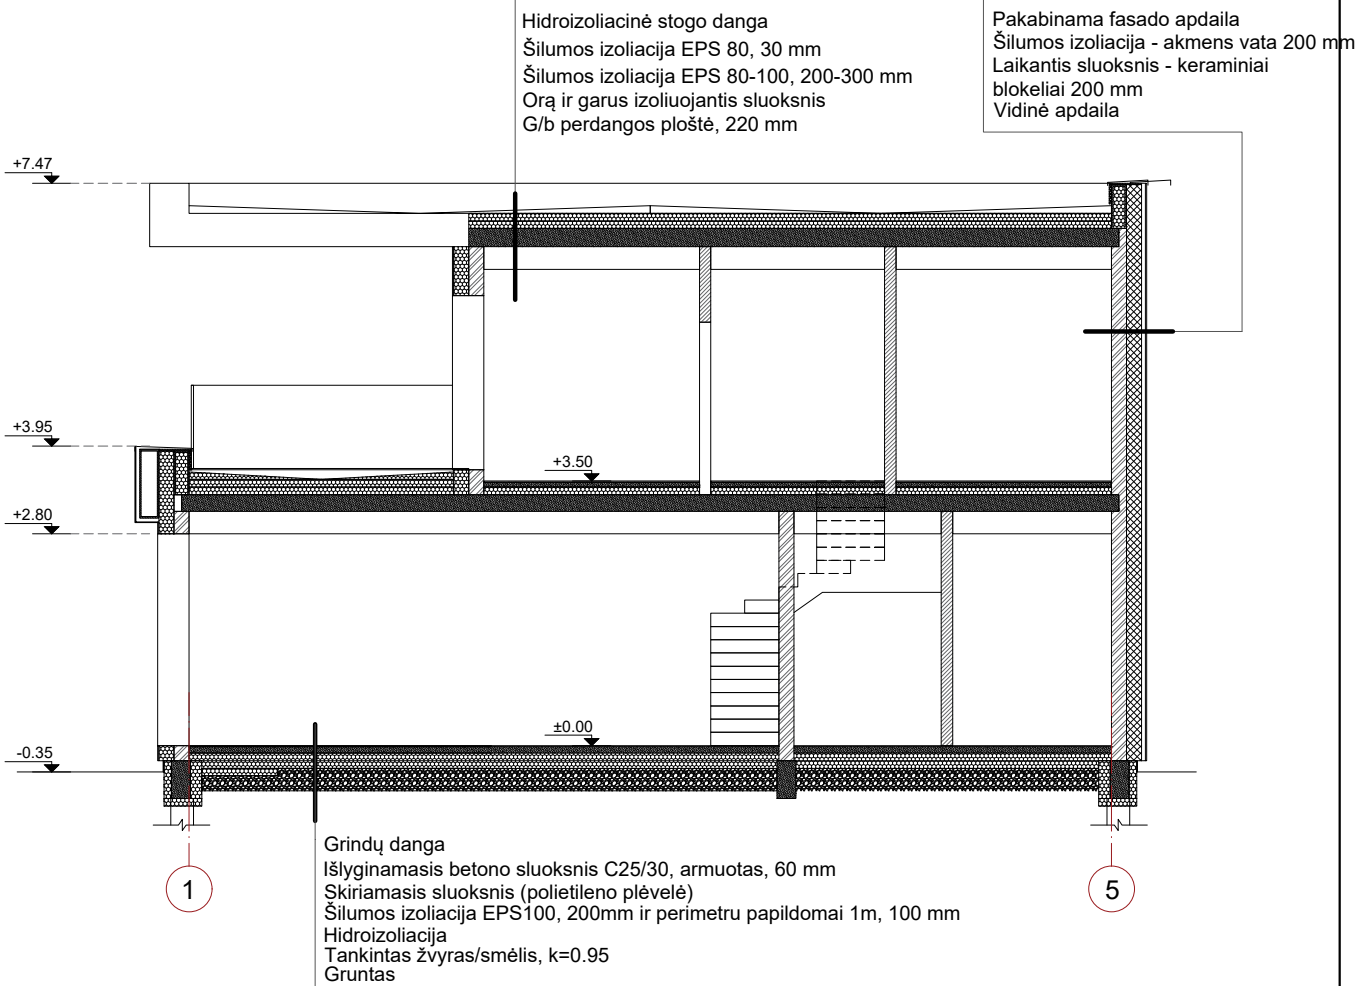 Hidroizoliacinė stogo danga
Šilumos izoliacija EPS 80, 30 mm
Šilumos izoliacija EPS 80-100, 200-300 mm
Orą ir garus izoliuojantis sluoksnis
G/b perdangos ploštė, 220 mm
Pakabinama fasado apdaila
Šilumos izoliacija - akmens vata 200 mm
Laikantis sluoksnis - keraminiai
blokeliai 200 mm
Vidinė apdaila
+7.47
+3.95
+3.50
+2.80
±0.00
-0.35
1
5
Grindų danga
Išlyginamasis betono sluoksnis C25/30, armuotas, 60 mm
Skiriamasis sluoksnis (polietileno plėvelė)
Šilumos izoliacija EPS100, 200mm ir perimetru papildomai 1m, 100 mm
Hidroizoliacija
Tankintas žvyras/smėlis, k=0.95
Gruntas